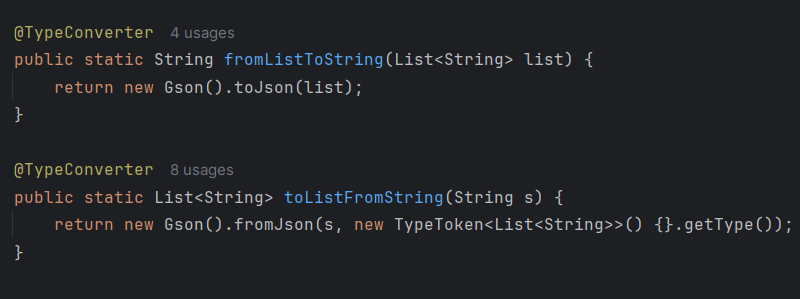 @TypeConverter 4 usages
public static String fromListToString(List<String> list) {
    return new Gson().toJson(list);
}
@TypeConverter 8 usages
public static List<String> toListFromString(String s) {
    return new Gson().fromJson(s, new TypeToken<List<String>>() {}.getType());
}